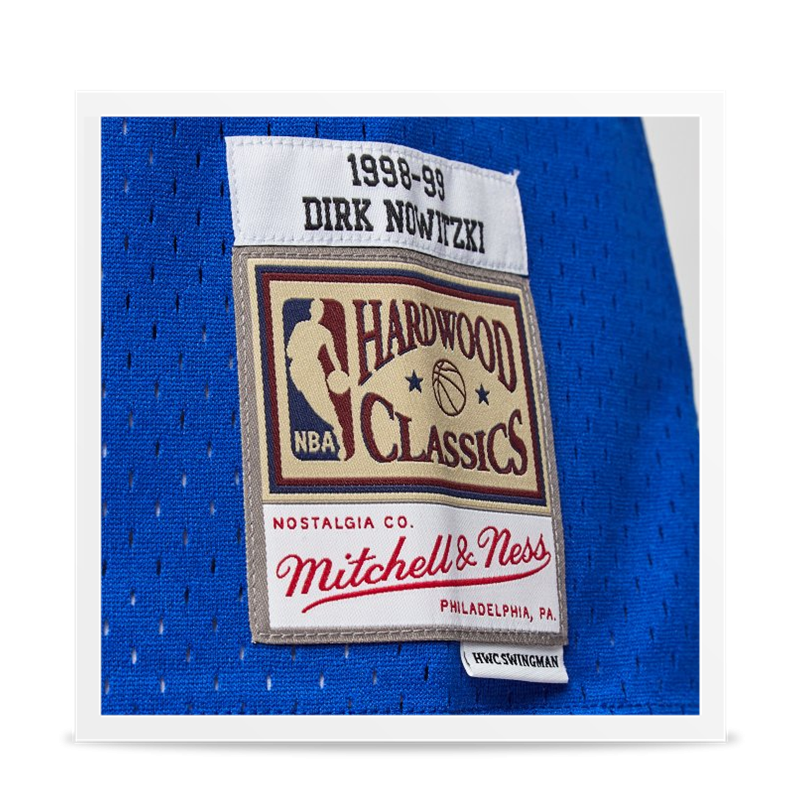 1998-99
DIRK NOWITZKI
HARDWOOD
CLASSICS
NBA
NOSTALGIA CO.
Mitchell & Ness
PHILADELPHIA, PA.
HWC SWINGMAN